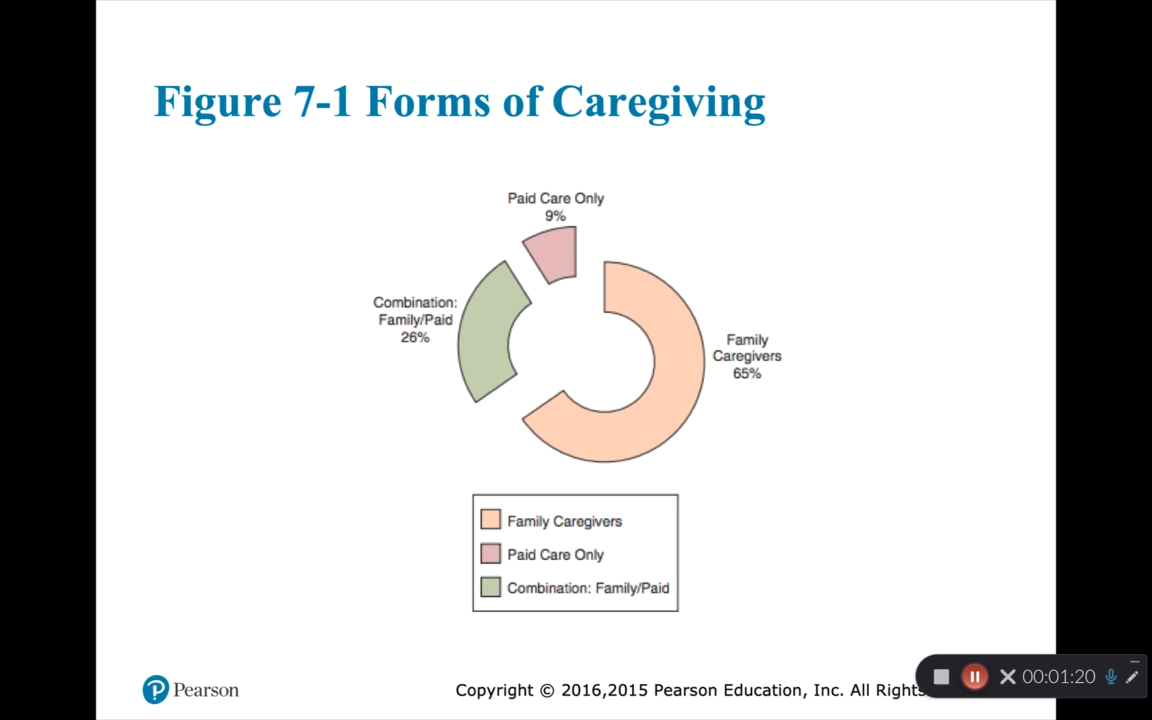 Figure 7-1 Forms of Caregiving
Paid Care Only
9%
Combination:
Family/Paid
26%
Family
Caregivers
65%
Family Caregivers
Paid Care Only
Combination: Family/Paid
P Pearson
Copyright © 2016,2015 Pearson Education, Inc. All Rights
00:01:20